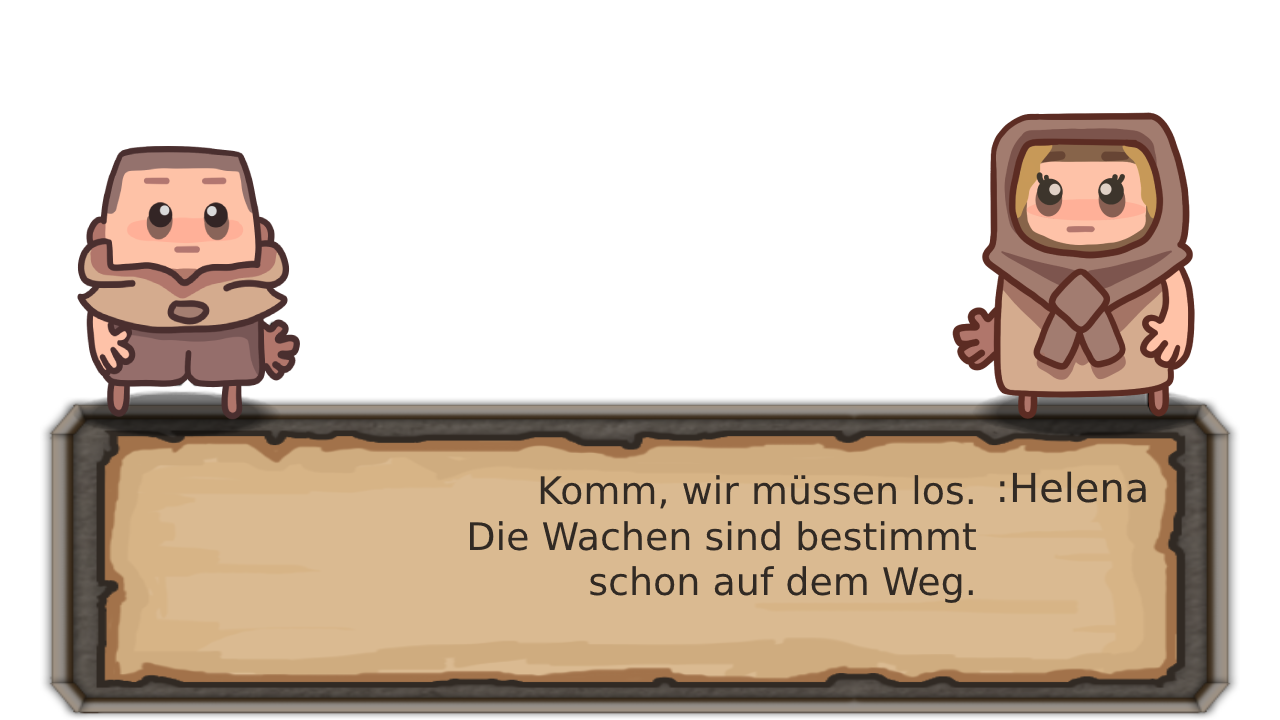 Komm, wir müssen los. :Helena
Die Wachen sind bestimmt
schon auf dem Weg.